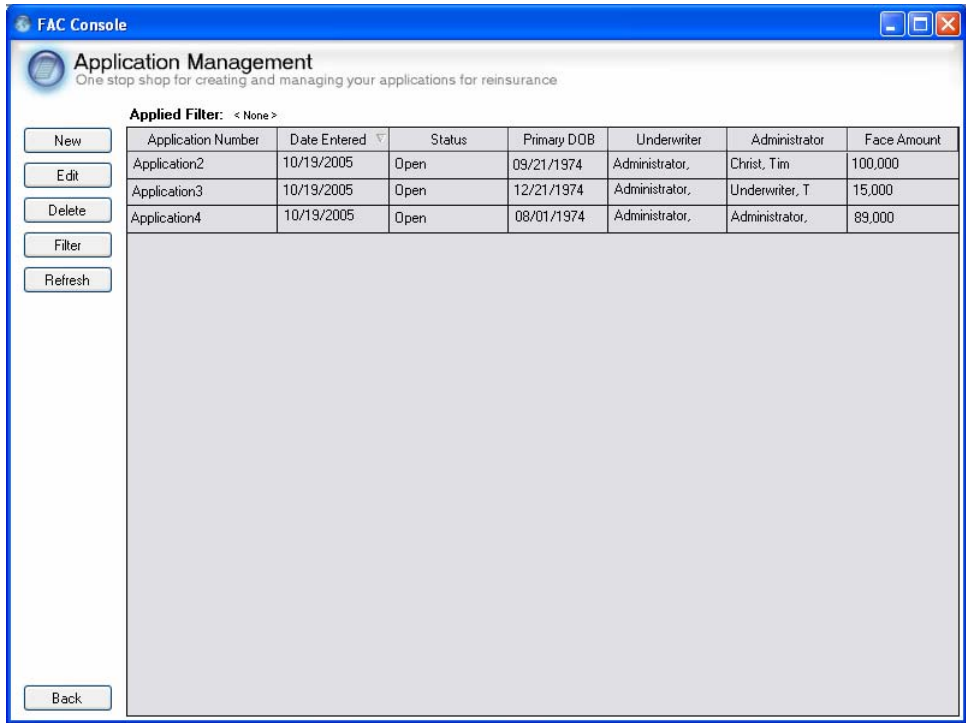 FAC Console
Application Management
One stop shop for creating and managing your applications for reinsurance
Applied Filter: < None >
New
Edit
Delete
Filter
Refresh
Application Number Date Entered Status Primary DOB Underwriter Administrator Face Amount
Application2 10/19/2005 Open 09/21/1974 Administrator, Christ, Tim 100,000
Application3 10/19/2005 Open 12/21/1974 Administrator, Underwriter, T 15,000
Application4 10/19/2005 Open 08/01/1974 Administrator, Administrator, 89,000
Back